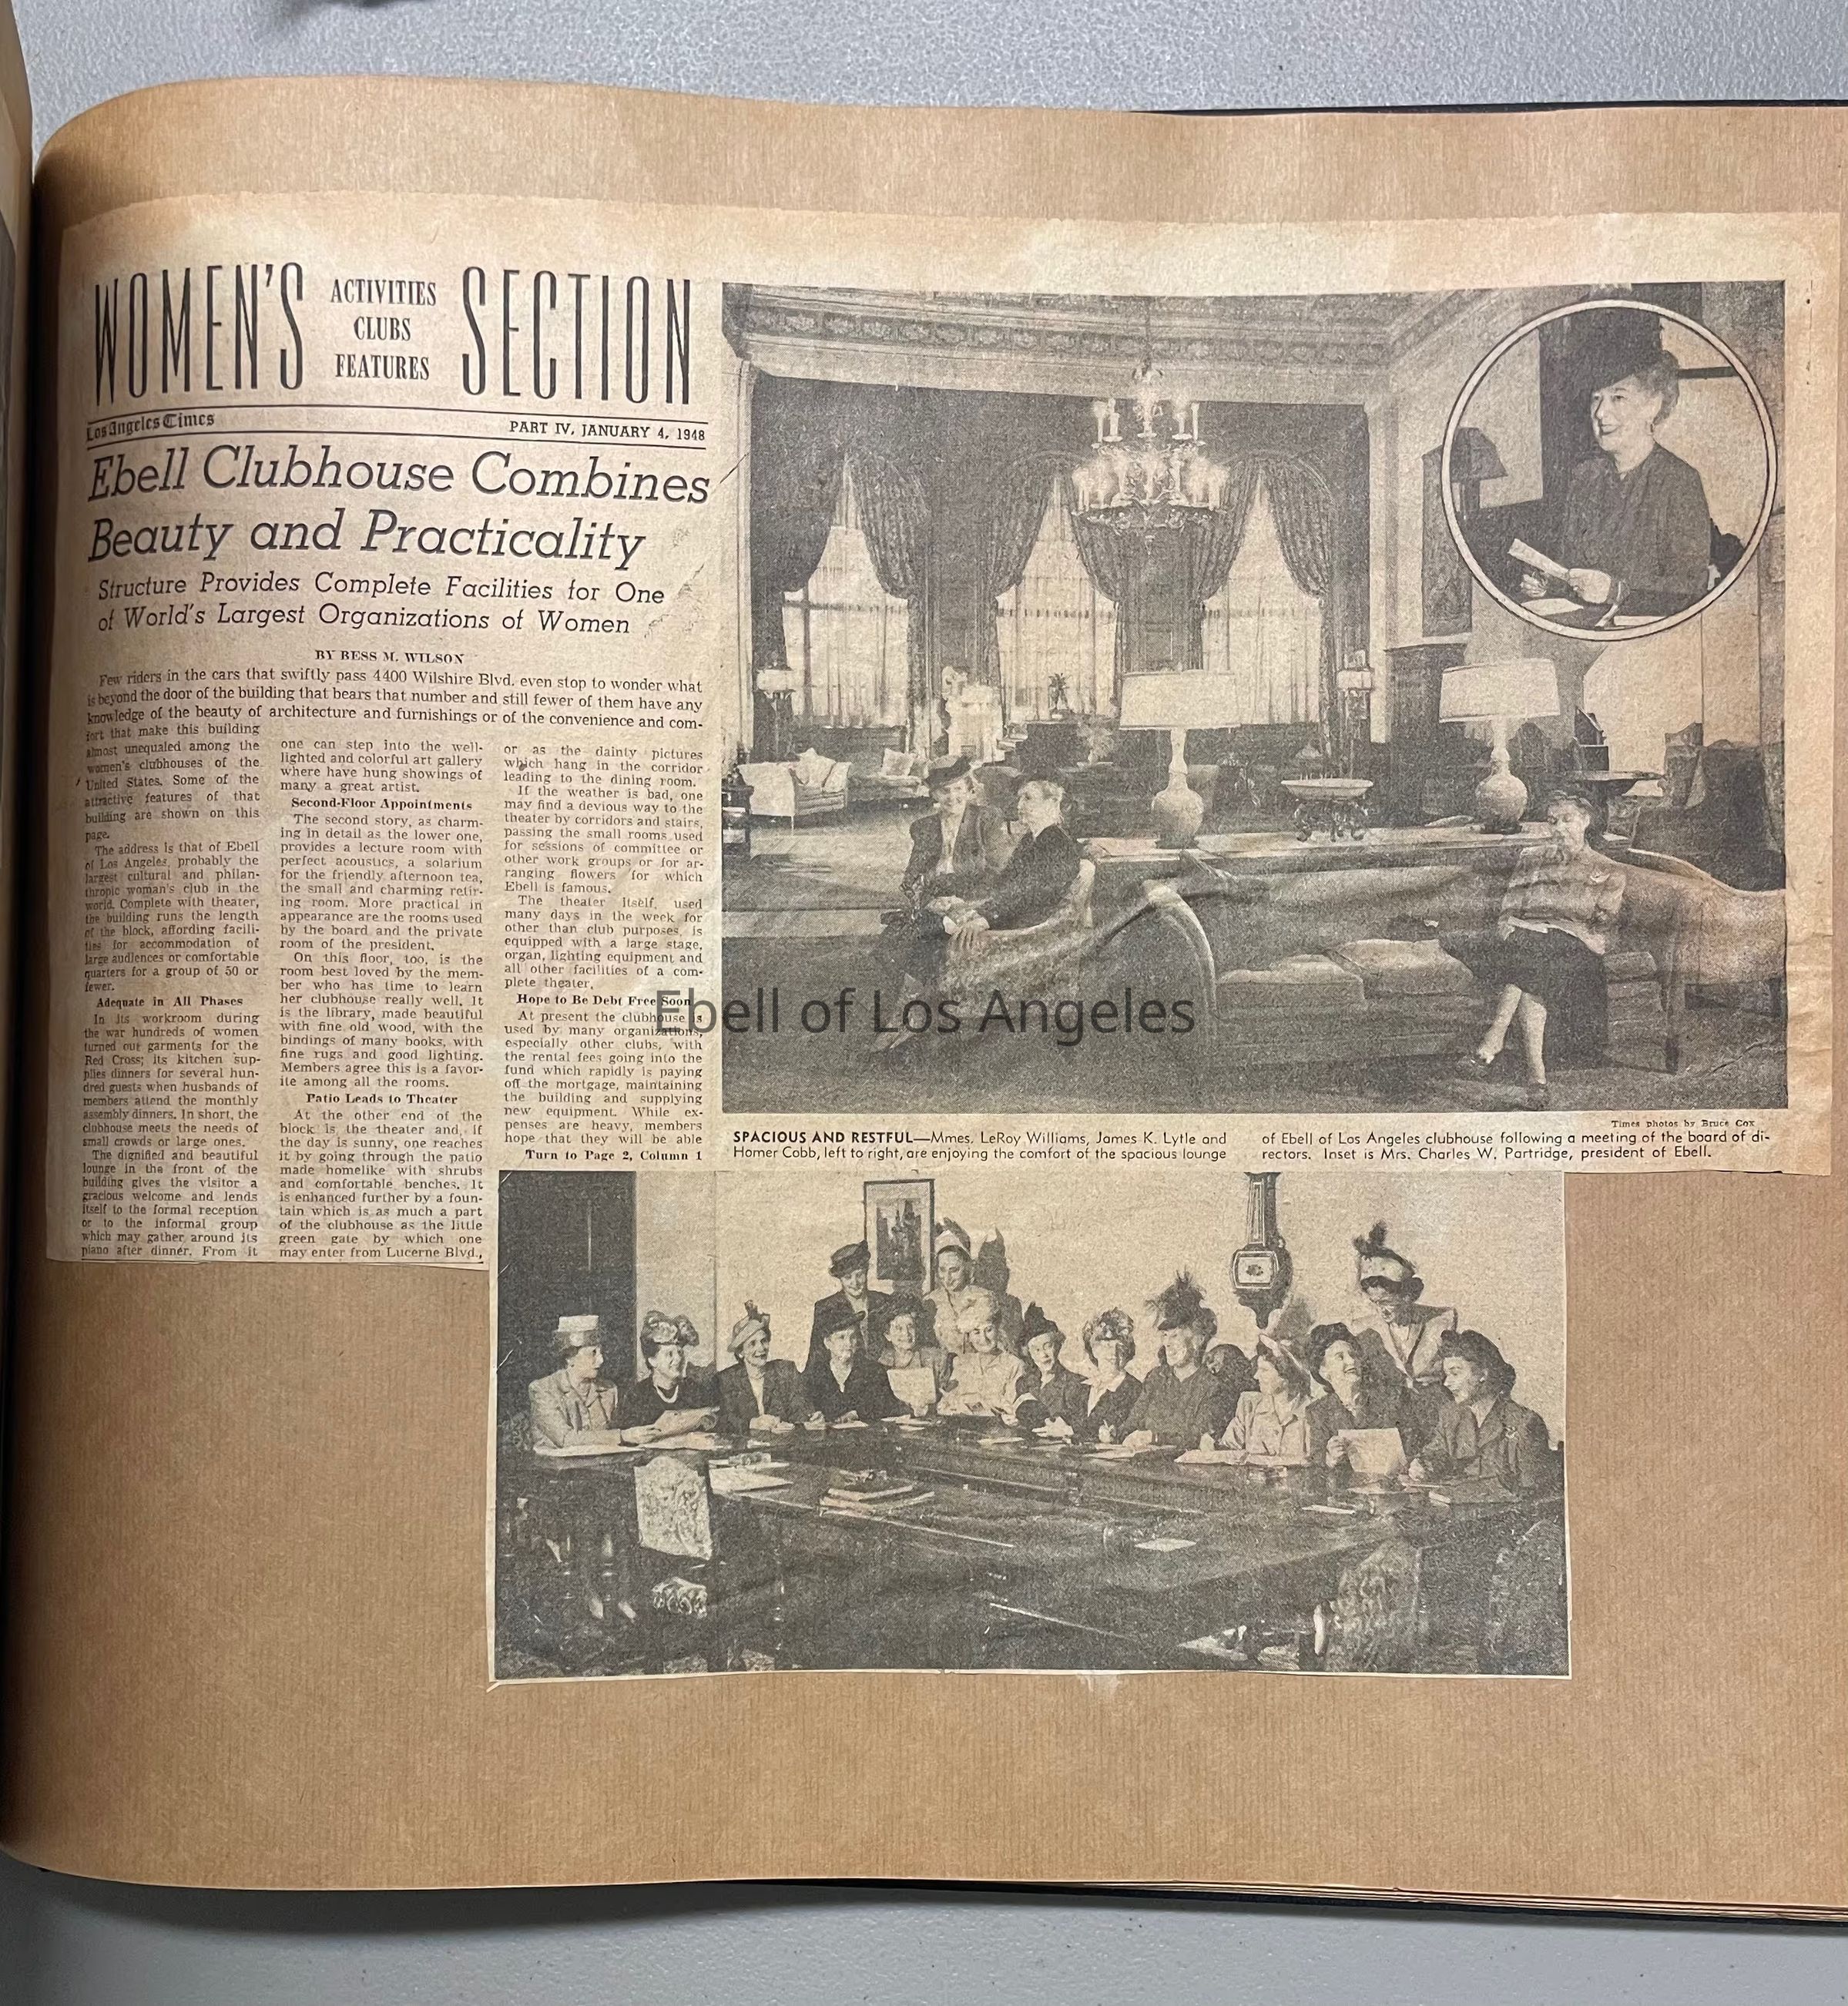 WOMEN'S
ACTIVITIES
CLUBS
FEATURES
SECTION
Los Angeles Times
PART IV, JANUARY 4, 1948
Ebell Clubhouse Combines
Beauty and Practicality
Structure Provides Complete Facilities for One
of World's Largest Organizations of Women
BY BESS M. WILSON
Few riders in the cars that swiftly pass 4400 Wilshire Blvd. even stop to wonder what
is beyond the door of the building that bears that number and still fewer of them have any
knowledge of the beauty of architecture and furnishings or of the convenience and com-
fort that make this building
almost unequaled among the
women's clubhouses of the
United States. Some of the
attractive features of that
building are shown on this
page.
The address is that of Ebell
of Los Angeles, probably the
largest cultural and philan-
thropic woman's club in the
world. Complete with theater,
the building runs the length
of the block, affording facili-
ties for accommodation of
large audiences or comfortable
quarters for a group of 50 or
fewer.
Adequate in All Phases
In its workroom during
the war hundreds of women
turned out garments for the
Red Cross; its kitchen sup-
plies dinners for several hun-
dred guests when husbands of
members attend the monthly
assembly dinners. In short, the
clubhouse meets the needs of
small crowds or large ones.
The dignified and beautiful
lounge in the front of the
building gives the visitor a
gracious welcome and lends
itself to the formal reception
or to the informal group
which may gather around its
piano after dinner. From it
one can step into the well-
lighted and colorful art gallery
where have hung showings of
many a great artist.
Second-Floor Appointments
The second story, as charm-
ing in detail as the lower one,
provides a lecture room with
perfect acoustics, a solarium
for the friendly afternoon tea,
the small and charming retir-
ing room. More practical in
appearance are the rooms used
by the board and the private
room of the president.
On this floor, too, is the
room best loved by the mem-
ber who has time to learn
her clubhouse really well. It
is the library, made beautiful
with fine old wood, with the
bindings of many books, with
fine rugs and good lighting.
Members agree this is a favor-
ite among all the rooms.
Patio Leads to Theater
At the other end of the
block is the theater and, if
the day is sunny, one reaches
it by going through the patio
made homelike with shrubs
and comfortable benches. It
is enhanced further by a foun-
tain which is as much a part
of the clubhouse as the little
green gate by which one
may enter from Lucerne Blvd.,
or as the dainty pictures
which hang in the corridor
leading to the dining room.
If the weather is bad, one
may find a devious way to the
theater by corridors and stairs,
passing the small rooms used
for sessions of committee or
other work groups or for ar-
ranging flowers for which
Ebell is famous.
The theater itself, used
many days in the week for
other than club purposes, is
equipped with a large stage,
organ, lighting equipment and
all other facilities of a com-
plete theater.
Hope to Be Debt Free Soon
At present the clubhouse is
used by many organizations,
especially other clubs, with
the rental fees going into the
fund which rapidly is paying
off the mortgage, maintaining
the building and supplying
new equipment. While ex-
penses are heavy, members
hope that they will be able
Turn to Page 2, Column 1
Times photos by Bruce Cox
SPACIOUS AND RESTFUL—Mmes. LeRoy Williams, James K. Lytle and
Homer Cobb, left to right, are enjoying the comfort of the spacious lounge
of Ebell of Los Angeles clubhouse following a meeting of the board of di-
rectors. Inset is Mrs. Charles W. Partridge, president of Ebell.
Ebell of Los Angeles